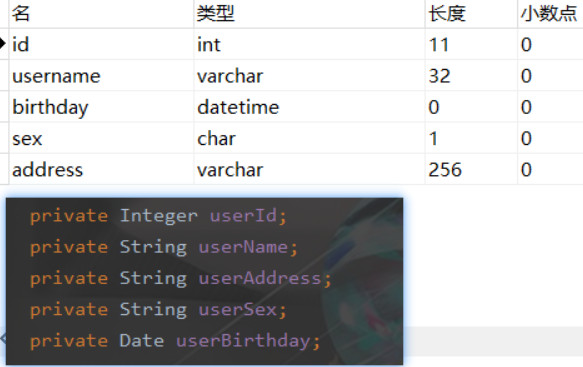 名 类型 长度 小数点
id int 11 0
username varchar 32 0
birthday datetime 0 0
sex char 1 0
address varchar 256 0
private Integer userId;
private String userName;
private String userAddress;
private String userSex;
private Date userBirthday;